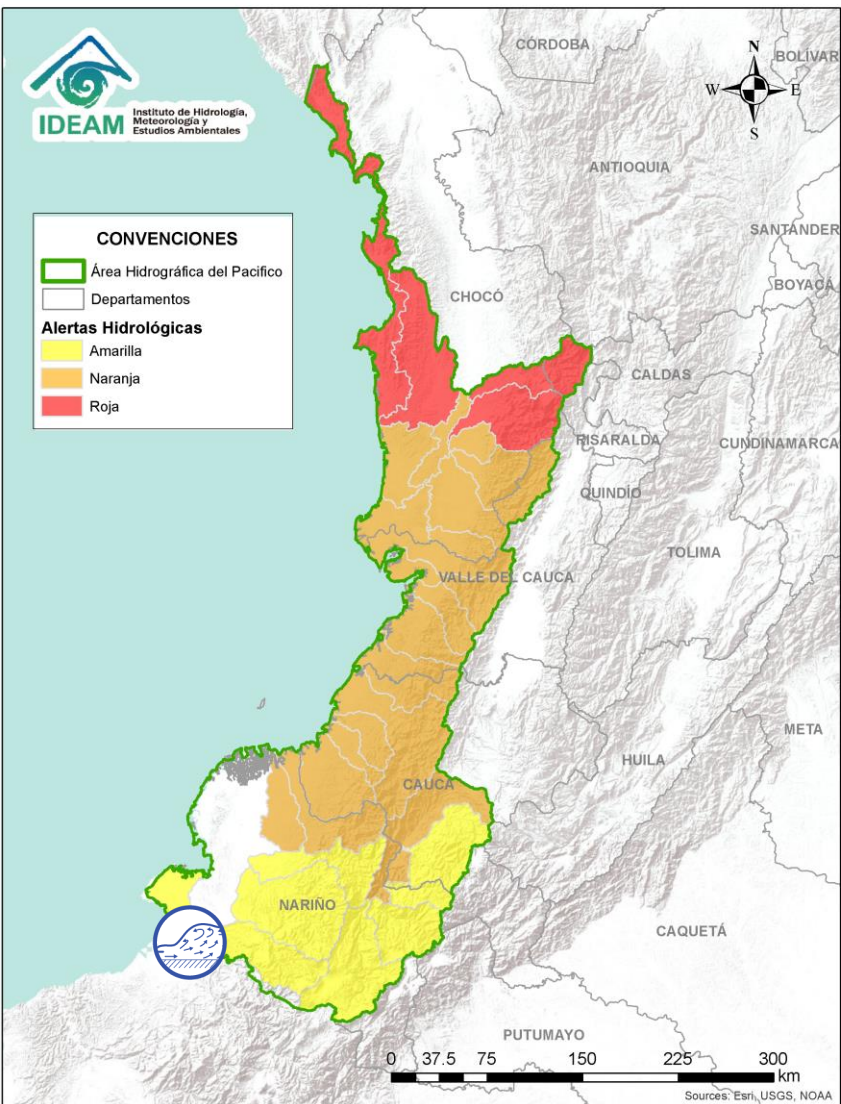 IDEAM
Instituto de Hidrología,
Meteorología y
Estudios Ambientales
CÓRDOBA
BOLÍVAR
N
W
E
S
ANTIOQUIA
SANTANDER
BOYACÁ
CONVENCIONES
Área Hidrográfica del Pacifico
Departamentos
Alertas Hidrológicas
Amarilla
Naranja
Roja
CHOCÓ
CALDAS
RISARALDA
CUNDINAMARCA
QUINDÍO
TOLIMA
VALLE DEL CAUCA
META
HUILA
CAUCA
NARIÑO
CAQUETÁ
PUTUMAYO
0 37.5 75 150 225 300
km
Sources: Esri, USGS, NOAA